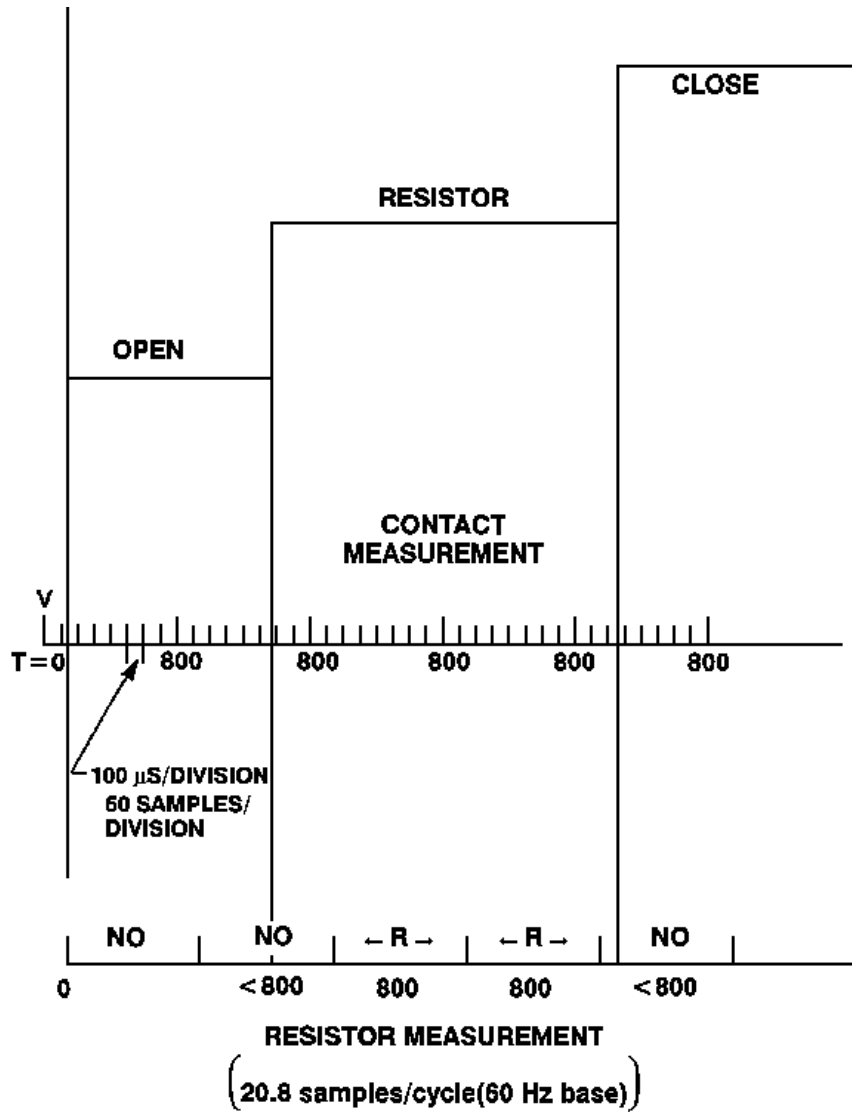 CLOSE
RESISTOR
OPEN
CONTACT
MEASUREMENT
V
T=0 800 800 800 800 800
100 µS/DIVISION
60 SAMPLES/
DIVISION
NO NO ←R→ ←R→ NO
0 <800 800 800 <800
RESISTOR MEASUREMENT
(20.8 samples/cycle(60 Hz base))